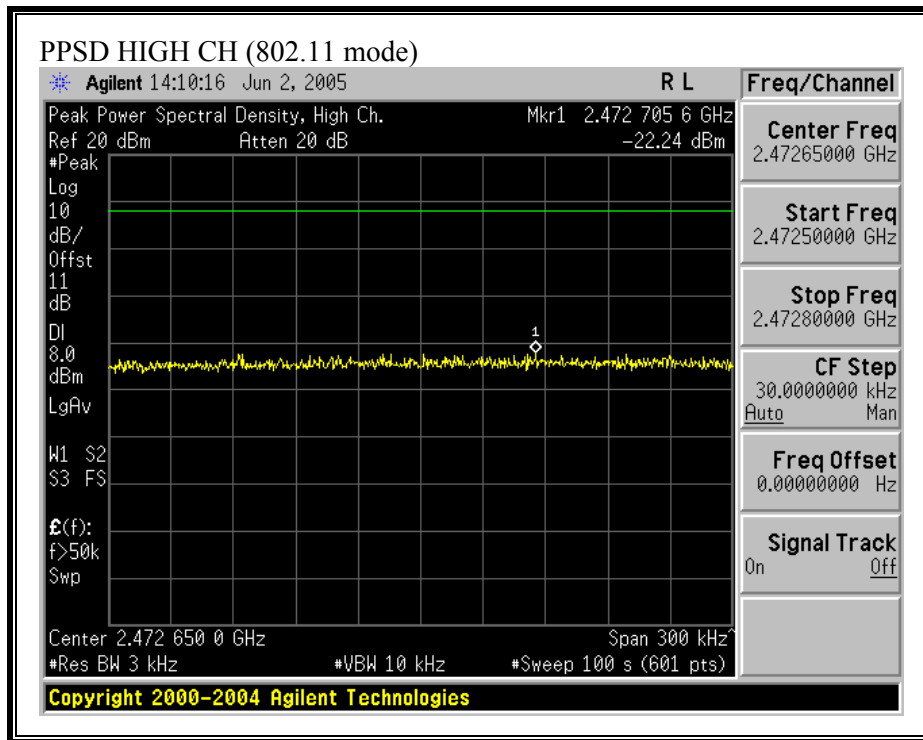 PPSD HIGH CH (802.11 mode)
Agilent 14:10:16 Jun 2, 2005 R L
Peak Power Spectral Density, High Ch. Mkr1 2.472 705 6 GHz
Ref 20 dBm Atten 20 dB -22.24 dBm
#Peak
Log
10
dB/
Offst
11
dB
DI
8.0
dBm
LgAv
W1 S2
S3 FS
£(f):
f>50k
Swp
1
Center 2.472 650 0 GHz Span 300 kHz^
#Res BW 3 kHz #VBW 10 kHz #Sweep 100 s (601 pts)
Freq/Channel
Center Freq
2.47265000 GHz
Start Freq
2.47250000 GHz
Stop Freq
2.47280000 GHz
CF Step
30.0000000 kHz
Auto Man
Freq Offset
0.00000000 Hz
Signal Track
On Off
Copyright 2000-2004 Agilent Technologies